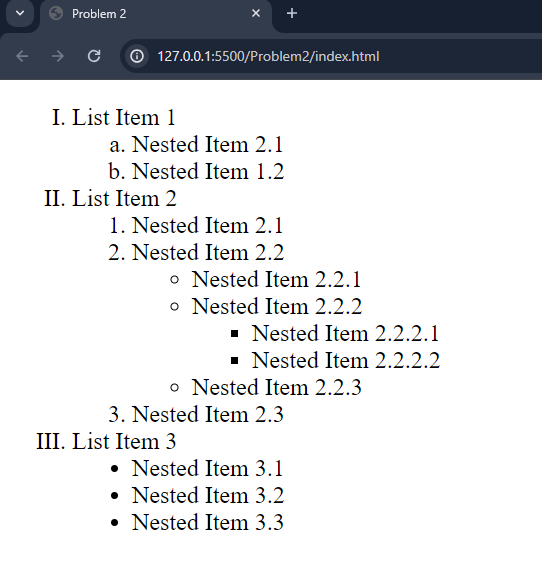 Problem 2
127.0.0.1:5500/Problem2/index.html
I. List Item 1
a. Nested Item 2.1
b. Nested Item 1.2
II. List Item 2
1. Nested Item 2.1
2. Nested Item 2.2
Nested Item 2.2.1
Nested Item 2.2.2
Nested Item 2.2.2.1
Nested Item 2.2.2.2
Nested Item 2.2.3
3. Nested Item 2.3
III. List Item 3
Nested Item 3.1
Nested Item 3.2
Nested Item 3.3